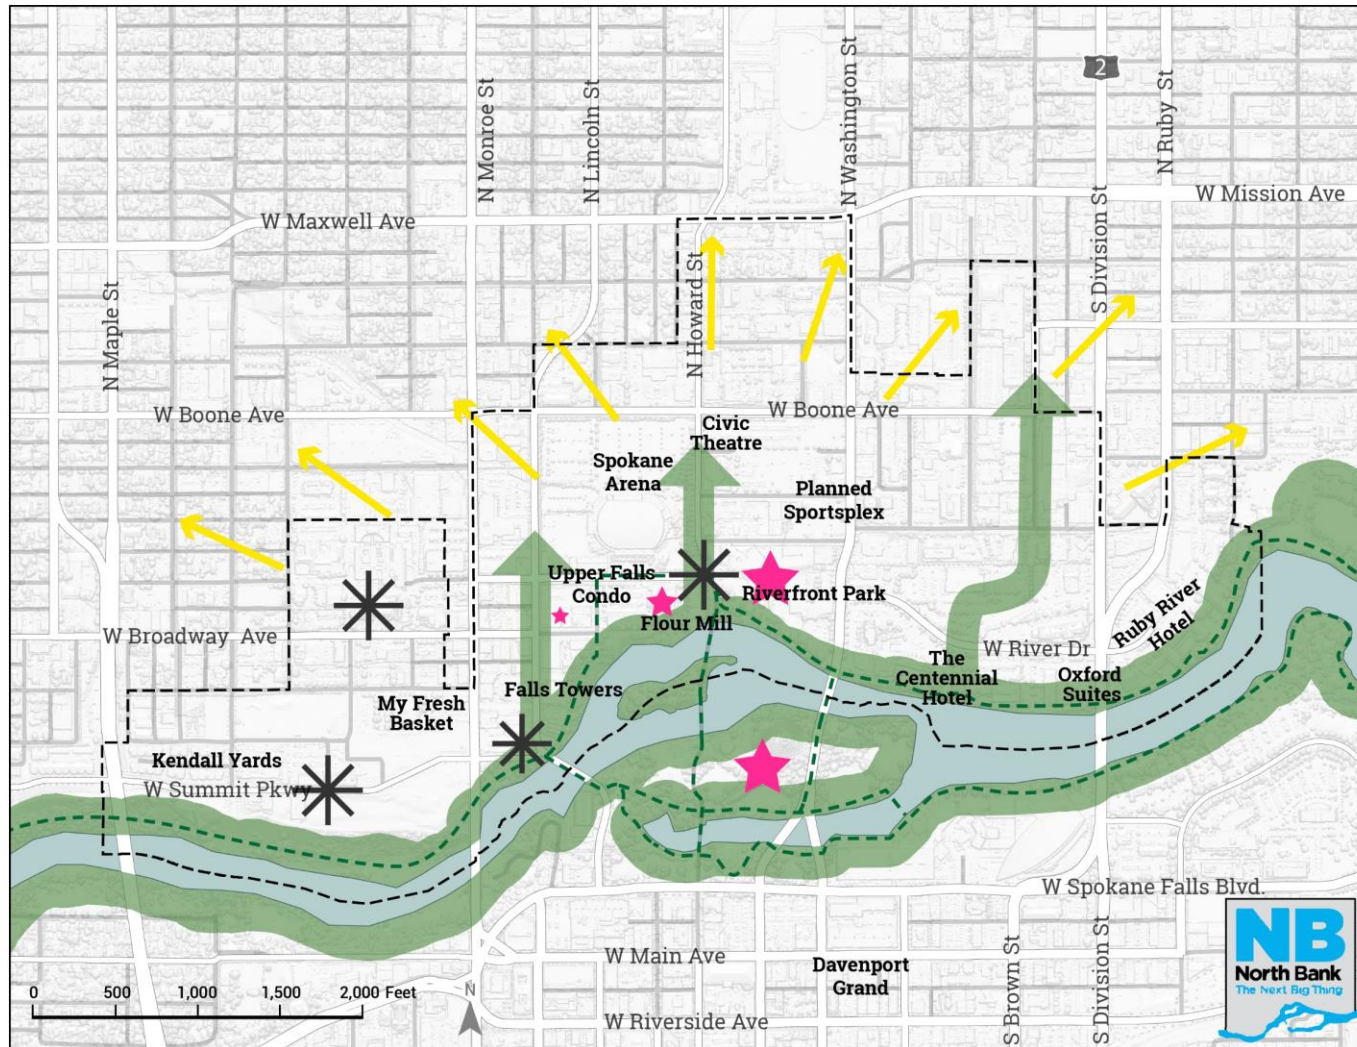 2
N Monroe St
N Lincoln St
N Washington St
N Ruby St
W Mission Ave
W Maxwell Ave
S Division St
N Howard St
N Maple St
W Boone Ave
W Boone Ave
Civic
Theatre
Spokane
Arena
Planned
Sportsplex
Upper Falls
Condo
Riverfront Park
Flour Mill
Ruby River
Hotel
W Broadway Ave
W River Dr
The
Centennial
Hotel
Oxford
Suites
Falls Towers
My Fresh
Basket
Kendall Yards
W Summit Pkwy
W Spokane Falls Blvd.
W Main Ave
Davenport
Grand
S Brown St
S Division St
W Riverside Ave
N
0 500 1,000 1,500 2,000 Feet
NB
North Bank
The Next Big Thing